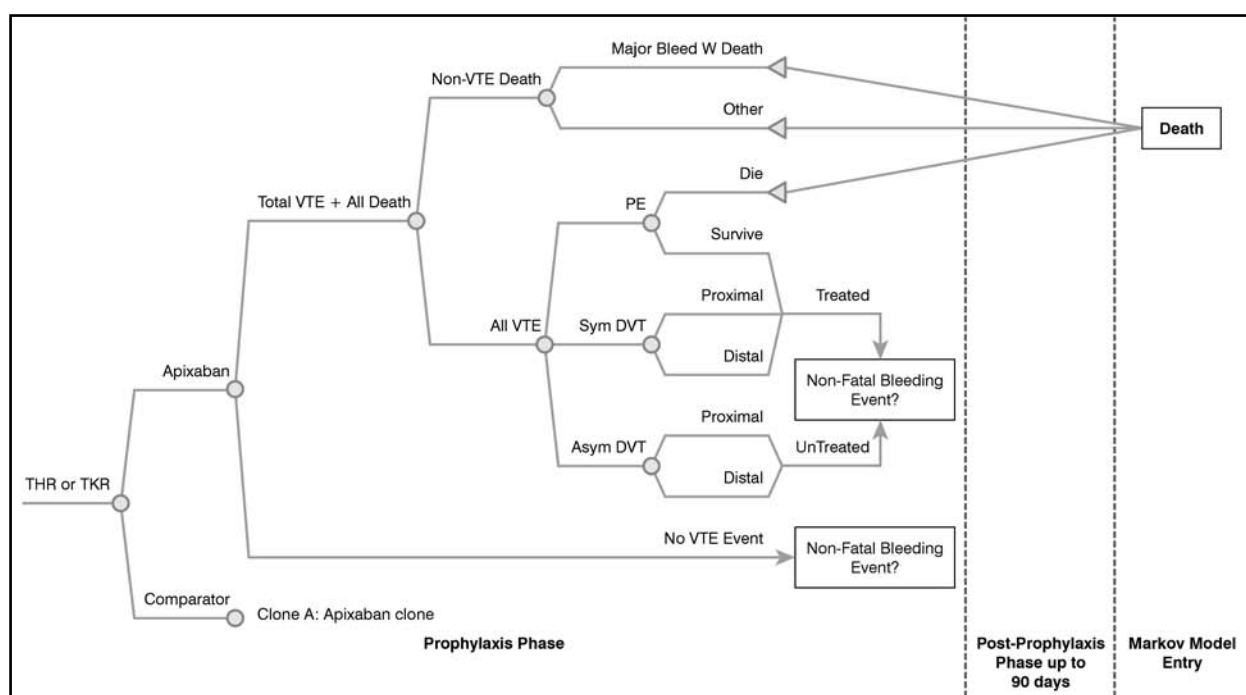 Major Bleed W Death
Non-VTE Death
Other
Death
Die
PE
Total VTE + All Death
Survive
Proximal
Treated
All VTE
Sym DVT
Distal
Non-Fatal Bleeding
Event?
Apixaban
Proximal
Asym DVT
UnTreated
Distal
THR or TKR
No VTE Event
Non-Fatal Bleeding
Event?
Comparator
Clone A: Apixaban clone
Prophylaxis Phase
Post-Prophylaxis
Phase up to
90 days
Markov Model
Entry